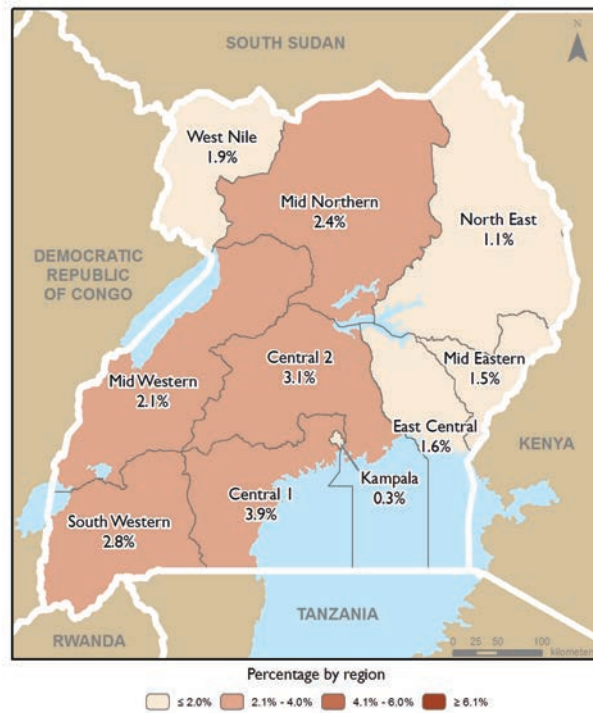 SOUTH SUDAN
N
West Nile
1.9%
Mid Northern
2.4%
North East
1.1%
DEMOCRATIC
REPUBLIC
OF CONGO
Mid Western
2.1%
Central 2
3.1%
Mid Eastern
1.5%
East Central
1.6%
KENYA
Kampala
0.3%
Central 1
3.9%
South Western
2.8%
TANZANIA
RWANDA
0 25 50 100
kilometers
Percentage by region
≤ 2.0% 2.1% - 4.0% 4.1% - 6.0% ≥ 6.1%